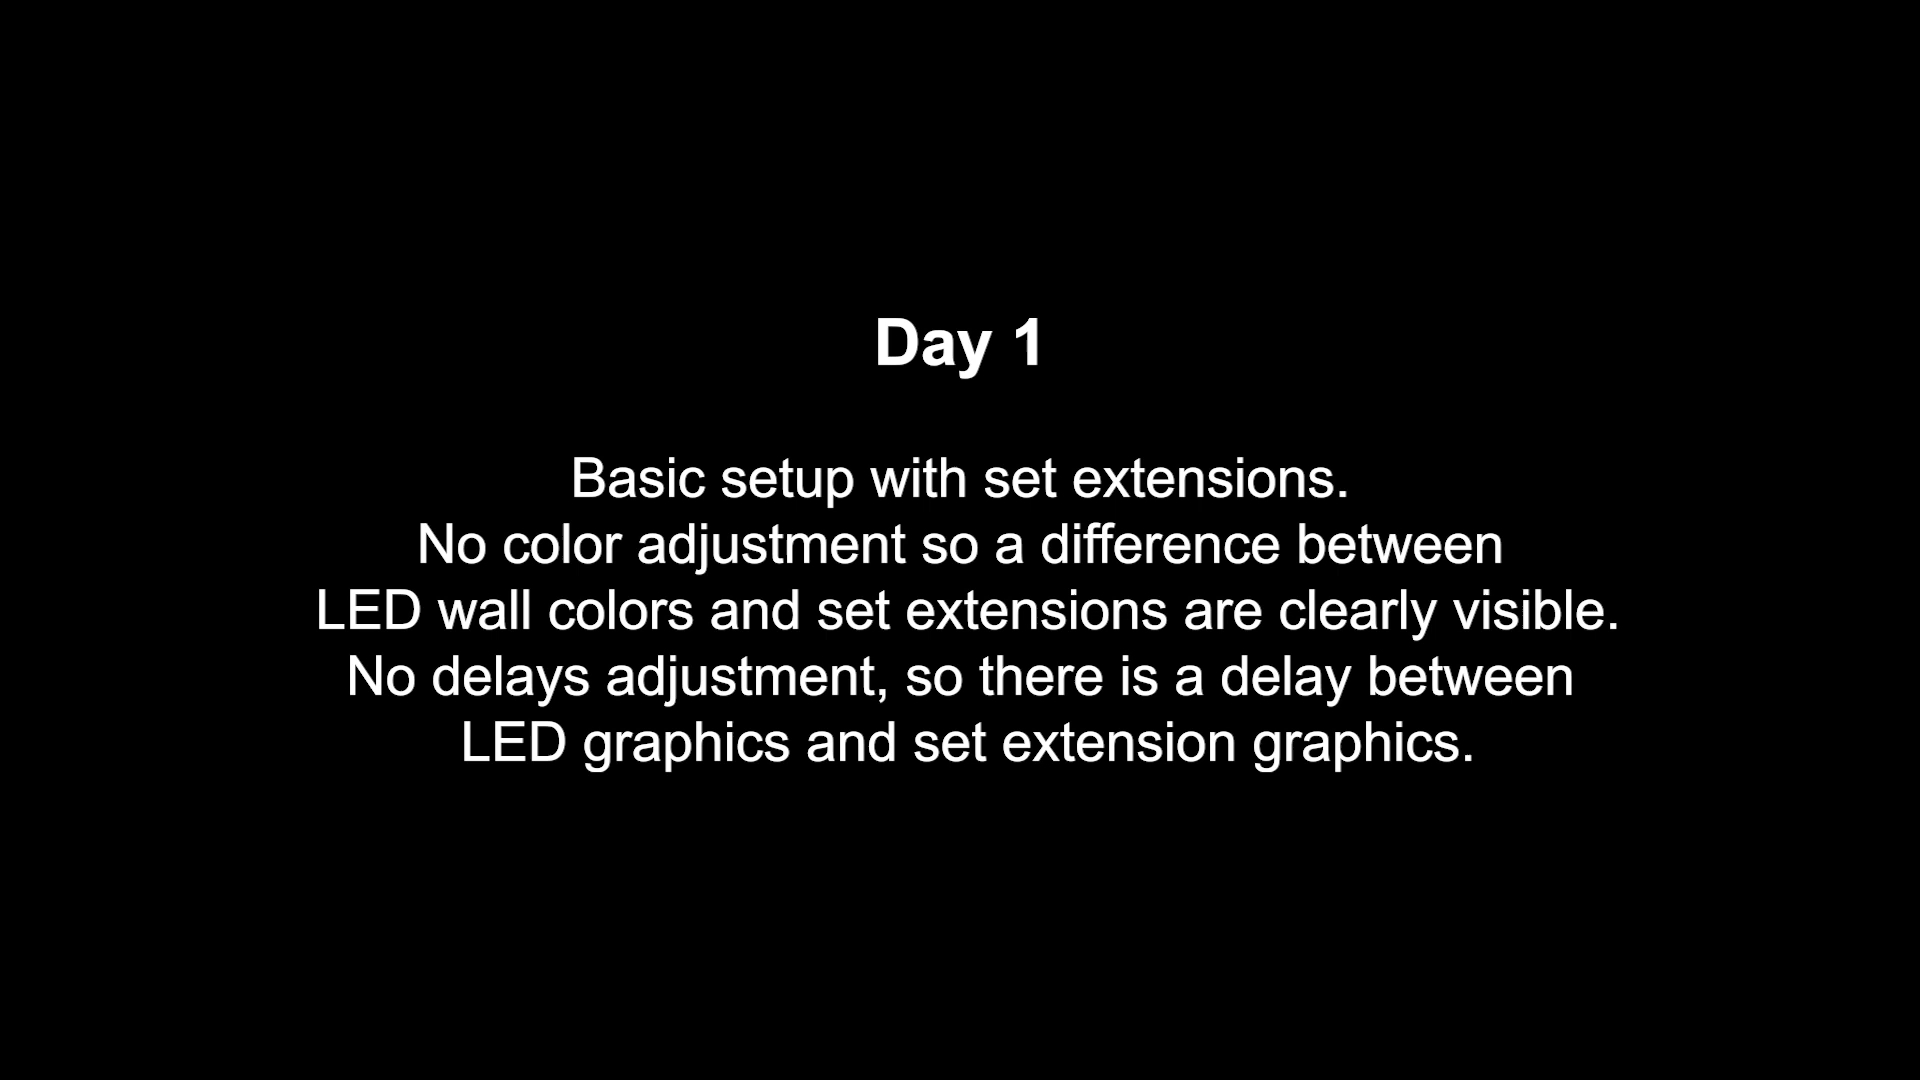 Day 1
Basic setup with set extensions.
No color adjustment so a difference between
LED wall colors and set extensions are clearly visible.
No delays adjustment, so there is a delay between
LED graphics and set extension graphics.